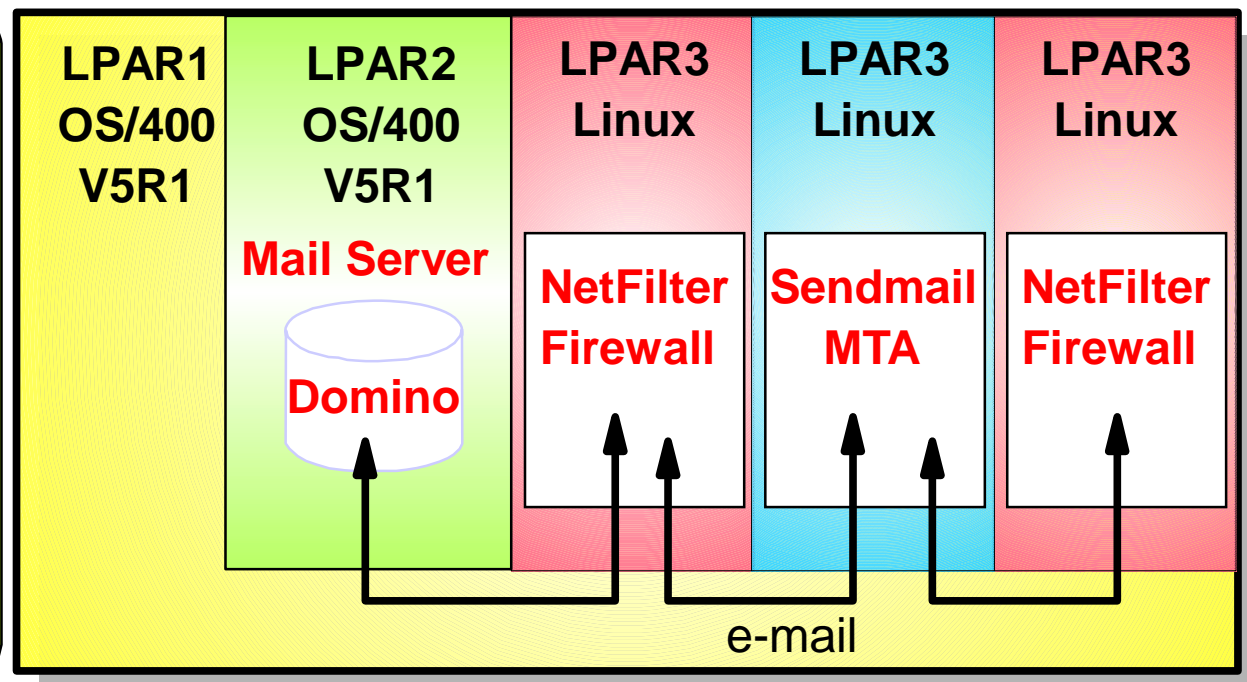 LPAR1
OS/400
V5R1
LPAR2
OS/400
V5R1
Mail Server
Domino
LPAR3
Linux
NetFilter
Firewall
LPAR3
Linux
Sendmail
MTA
LPAR3
Linux
NetFilter
Firewall
e-mail